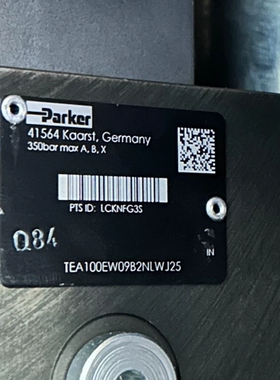 Parker
41564 Kaarst, Germany
350bar max A, B, X
PTS ID: LCKNFG3S
Q84
IN
TEA100EW09B2NLWJ25